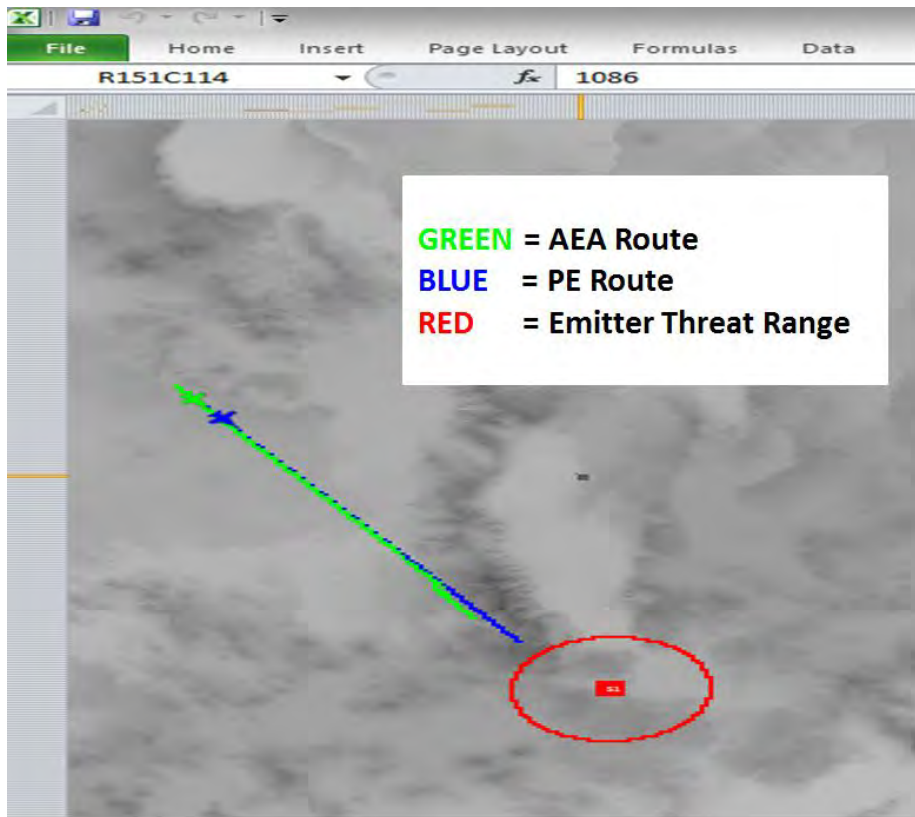 File Home Insert Page Layout Formulas Data
R151C114 fx 1086
GREEN = AEA Route
BLUE = PE Route
RED = Emitter Threat Range
S1